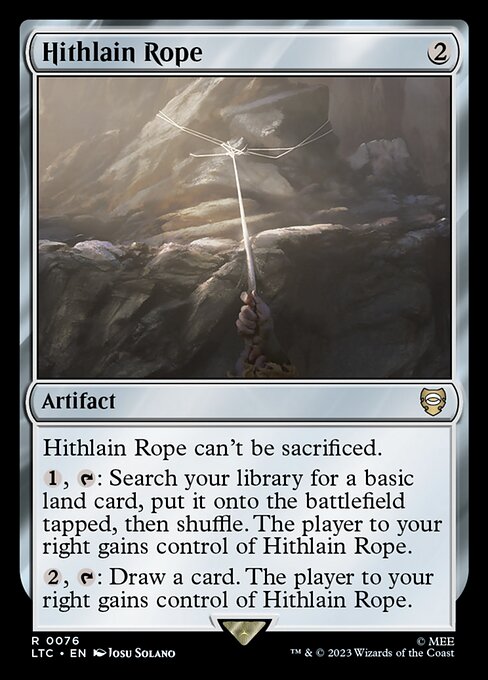 Hithlain Rope 2
Artifact
Hithlain Rope can't be sacrificed.
1, T: Search your library for a basic
land card, put it onto the battlefield
tapped, then shuffle. The player to your
right gains control of Hithlain Rope.
2, T: Draw a card. The player to your
right gains control of Hithlain Rope.
R 0076
LTC • EN Josu Solano
© MEE
™ & © 2023 Wizards of the Coast